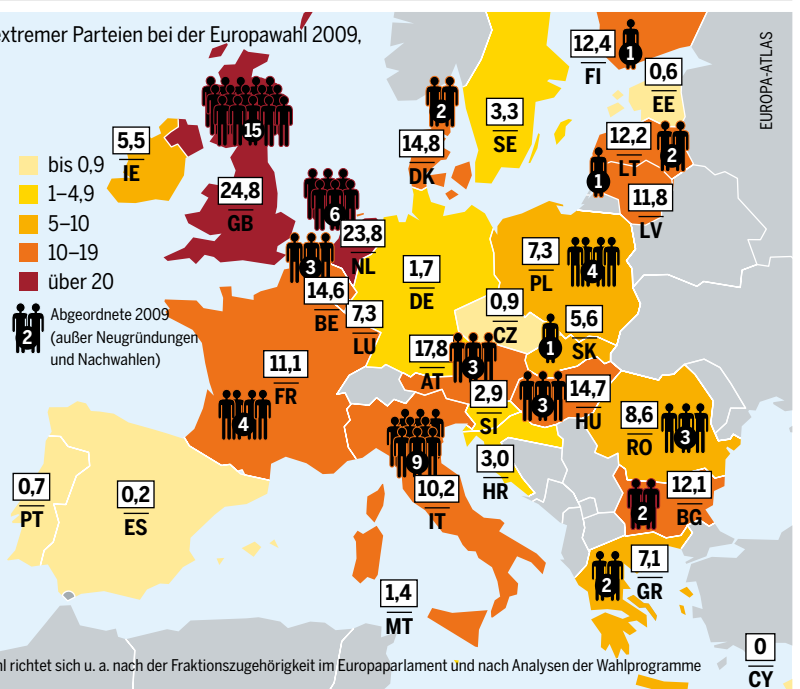 extremer Parteien bei der Europawahl 2009,
EUROPA-ATLAS
12,4
FI
1
0,6
EE
15
2
3,3
SE
5,5
IE
14,8
DK
12,2
LT
2
1
11,8
LV
bis 0,9
1–4,9
5–10
10–19
über 20
24,8
GB
6
23,8
NL
3
14,6
BE
7,3
LU
1,7
DE
7,3
PL
4
0,9
CZ
5,6
SK
1
2
Abgeordnete 2009
(außer Neugründungen
und Nachwahlen)
11,1
FR
4
17,8
AT
3
2,9
SI
3
14,7
HU
8,6
RO
3
9
10,2
IT
3,0
HR
2
12,1
BG
0,7
PT
0,2
ES
2
7,1
GR
1,4
MT
0
CY
hl richtet sich u. a. nach der Fraktionszugehörigkeit im Europaparlament und nach Analysen der Wahlprogramme